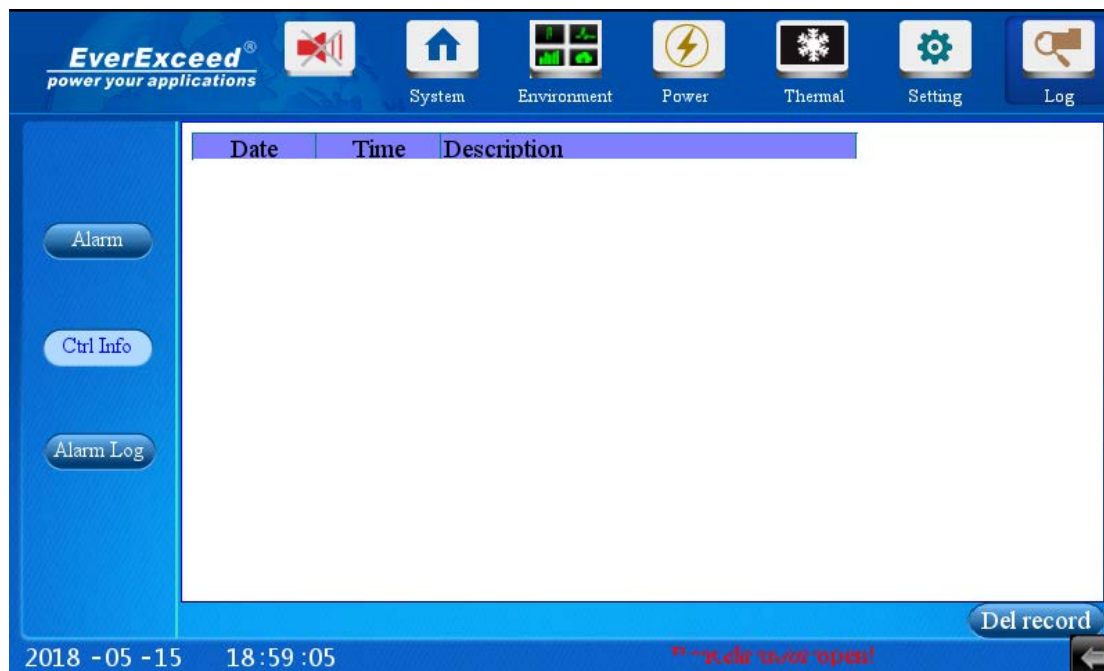 EverExceed®
power your applications
System
Environment
Power
Thermal
Setting
Log
Date Time Description
Alarm
Ctrl Info
Alarm Log
Del record
2018 -05 -15 18:59 :05
open!